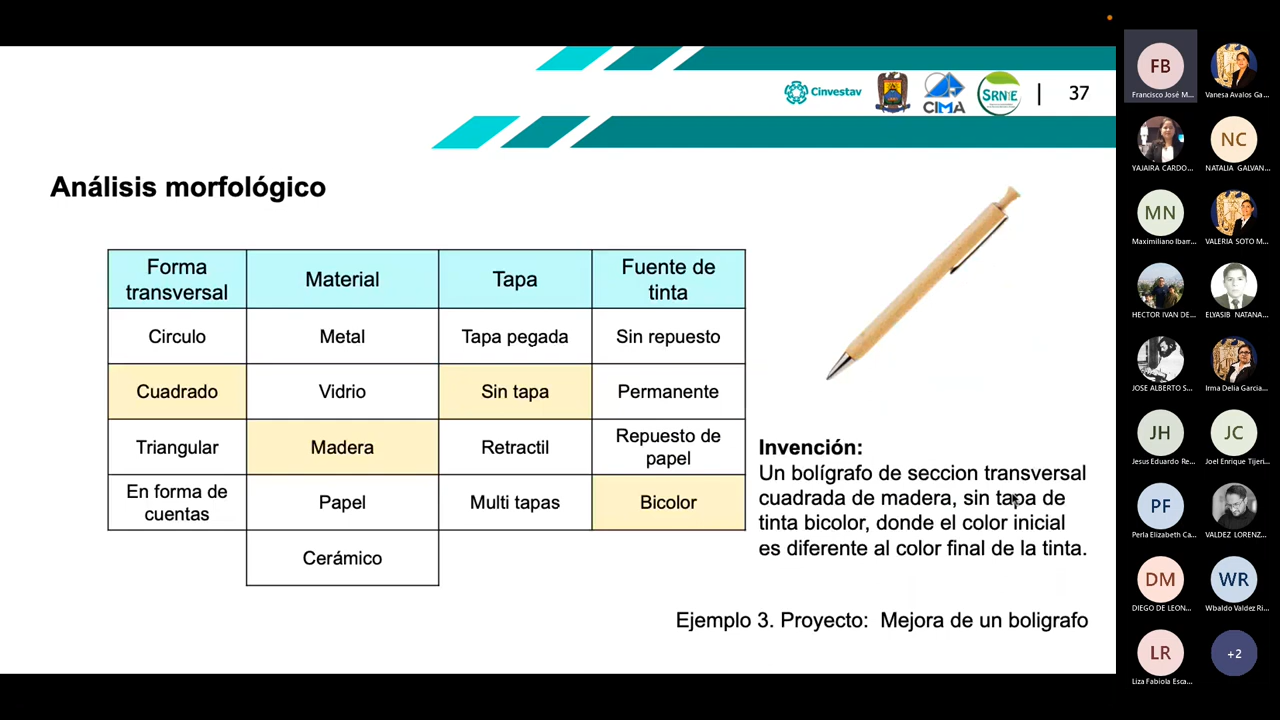 Cinvestav
CIMA
SRNyE
37
Análisis morfológico
Forma transversal
Material
Tapa
Fuente de tinta
Circulo
Metal
Tapa pegada
Sin repuesto
Cuadrado
Vidrio
Sin tapa
Permanente
Triangular
Madera
Retractil
Repuesto de papel
En forma de cuentas
Papel
Multi tapas
Bicolor
Cerámico
Invención:
Un bolígrafo de seccion transversal
cuadrada de madera, sin tapa de
tinta bicolor, donde el color inicial
es diferente al color final de la tinta.
Ejemplo 3. Proyecto: Mejora de un boligrafo
FB
Francisco José M...
Vanesa Avalos Ga...
YAJAIRA CARDO...
NC
NATALIA GALVAN...
MN
Maximiliano Ibarr...
VALERIA SOTO M...
HECTOR IVAN DE...
ELYASIB NATANA...
JOSE ALBERTO S...
Irma Delia Garcia...
JH
Jesus Eduardo Re...
JC
Joel Enrique Tijeri...
PF
Perla Elizabeth Ca...
VALDEZ LORENZ...
DM
DIEGO DE LEON...
WR
Wbaldo Valdez Ri...
LR
Liza Fabiola Esca...
+2